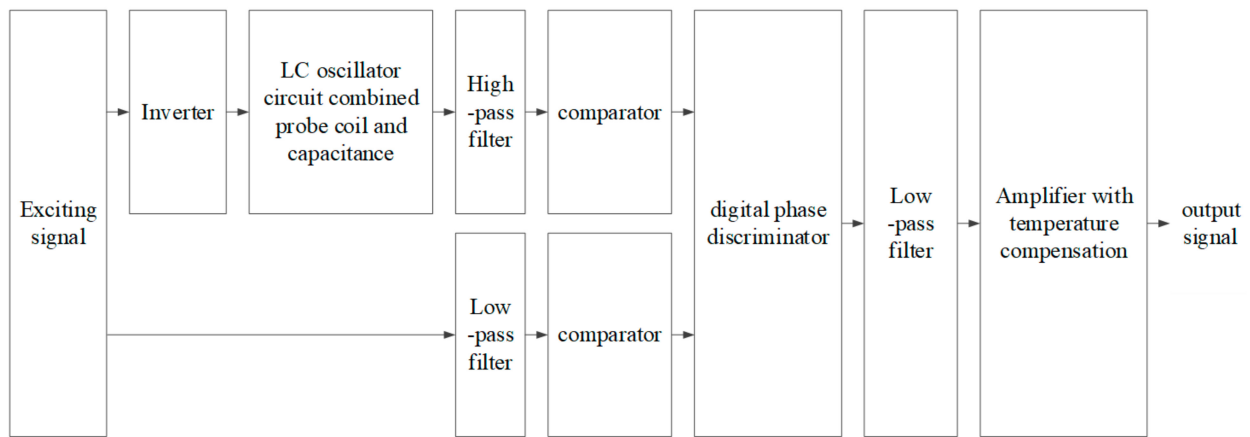 Exciting
signal
Inverter
LC oscillator
circuit combined
probe coil and
capacitance
High
-pass
filter
comparator
Low
-pass
filter
comparator
digital phase
discriminator
Low
-pass
filter
Amplifier with
temperature
compensation
output
signal